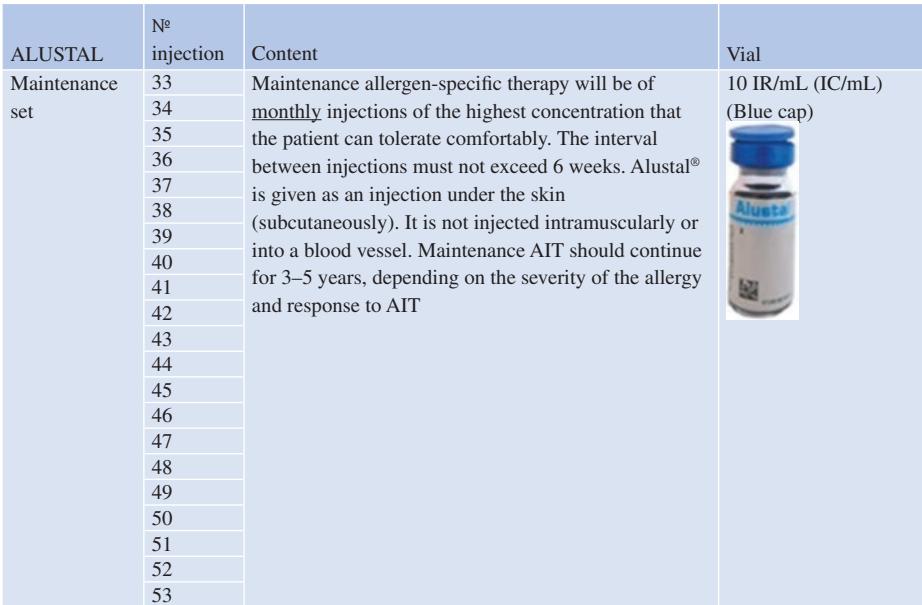 ALUSTAL
№
injection
Content
Vial
Maintenance
set
33
34
35
36
37
38
39
40
41
42
43
44
45
46
47
48
49
50
51
52
53
Maintenance allergen-specific therapy will be of
monthly injections of the highest concentration that
the patient can tolerate comfortably. The interval
between injections must not exceed 6 weeks. Alustal®
is given as an injection under the skin
(subcutaneously). It is not injected intramuscularly or
into a blood vessel. Maintenance AIT should continue
for 3–5 years, depending on the severity of the allergy
and response to AIT
10 IR/mL (IC/mL)
(Blue cap)
Alustal